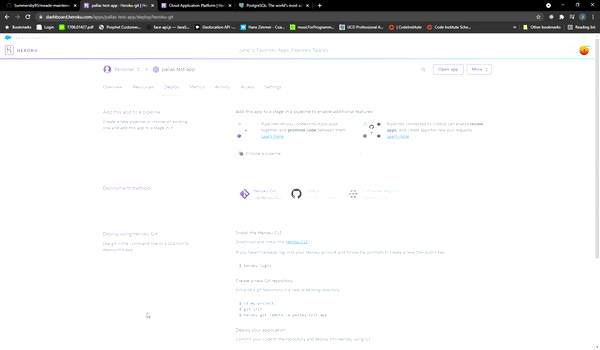 Summerskly85/meade-mainten
pallas-test-app · Heroku-git | H
Cloud Application Platform | H
PostgreSQL: The world's most a
dashboard.heroku.com/apps/pallas-test-app/deploy/heroku-git
Bookmarks
Login
1706.01427.pdf
Prophet Customer...
face-api.js — Javasc...
Geolocation API -...
Hans Zimmer - Coa...
musicForProgramm...
UCD Professional A...
| CodeInstitute
Code Institute Sche...
Other bookmarks
Reading list
HEROKU
Jump to Favorites, Apps, Pipelines, Spaces...
Personal
pallas-test-app
Open app
More
Overview
Resources
Deploy
Metrics
Activity
Access
Settings
Add this app to a pipeline
Create a new pipeline or choose an existing
one and add this app to a stage in it.
Add this app to a stage in a pipeline to enable additional features
Pipelines let you connect multiple apps
together and promote code between them.
Learn more.
Pipelines connected to GitHub can enable review
apps, and create apps for new pull requests.
Learn more.
Choose a pipeline
Deployment method
Heroku Git
Use Heroku CLI
GitHub
Container Registry
Deploy using Heroku Git
Use git in the command line or a GUI tool to
deploy this app.
Install the Heroku CLI
Download and install the Heroku CLI.
If you haven't already, log in to your Heroku account and follow the prompts to create a new SSH public key.
$ heroku login
Create a new Git repository
Initialize a git repository in a new or existing directory
$ cd my-project/
$ git init
$ heroku git:remote -a pallas-test-app
Deploy your application
Commit your code to the repository and deploy it to Heroku using Git.